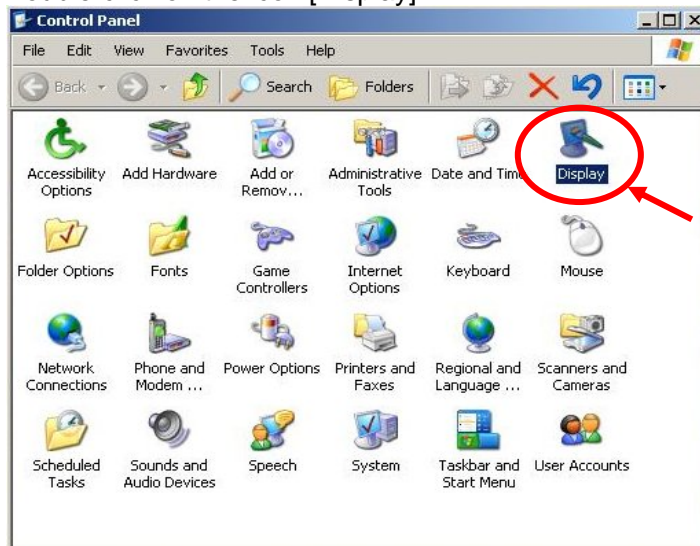 Control Panel
File Edit View Favorites Tools Help
Back Search Folders
Accessibility Options
Add Hardware
Add or Remov...
Administrative Tools
Date and Time
Display
Folder Options
Fonts
Game Controllers
Internet Options
Keyboard
Mouse
Network Connections
Phone and Modem ...
Power Options
Printers and Faxes
Regional and Language ...
Scanners and Cameras
Scheduled Tasks
Sounds and Audio Devices
Speech
System
Taskbar and Start Menu
User Accounts